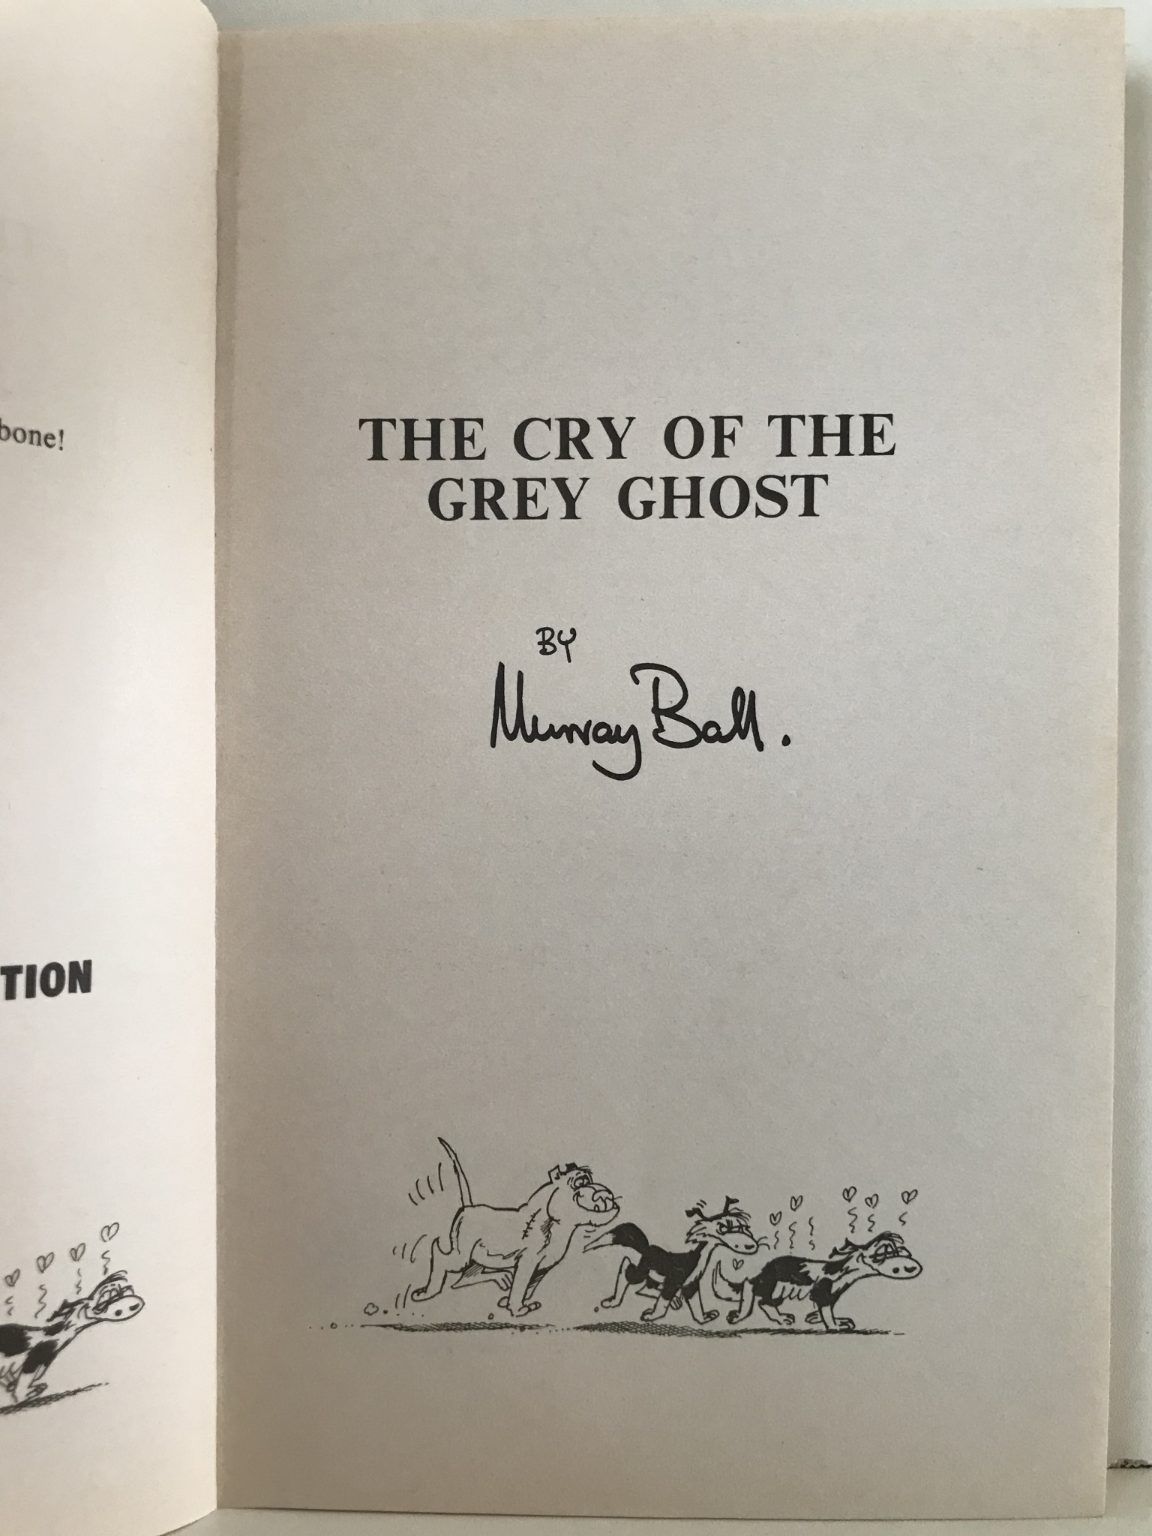 bone!
TION
THE CRY OF THE
GREY GHOST
BY
Murray Ball.